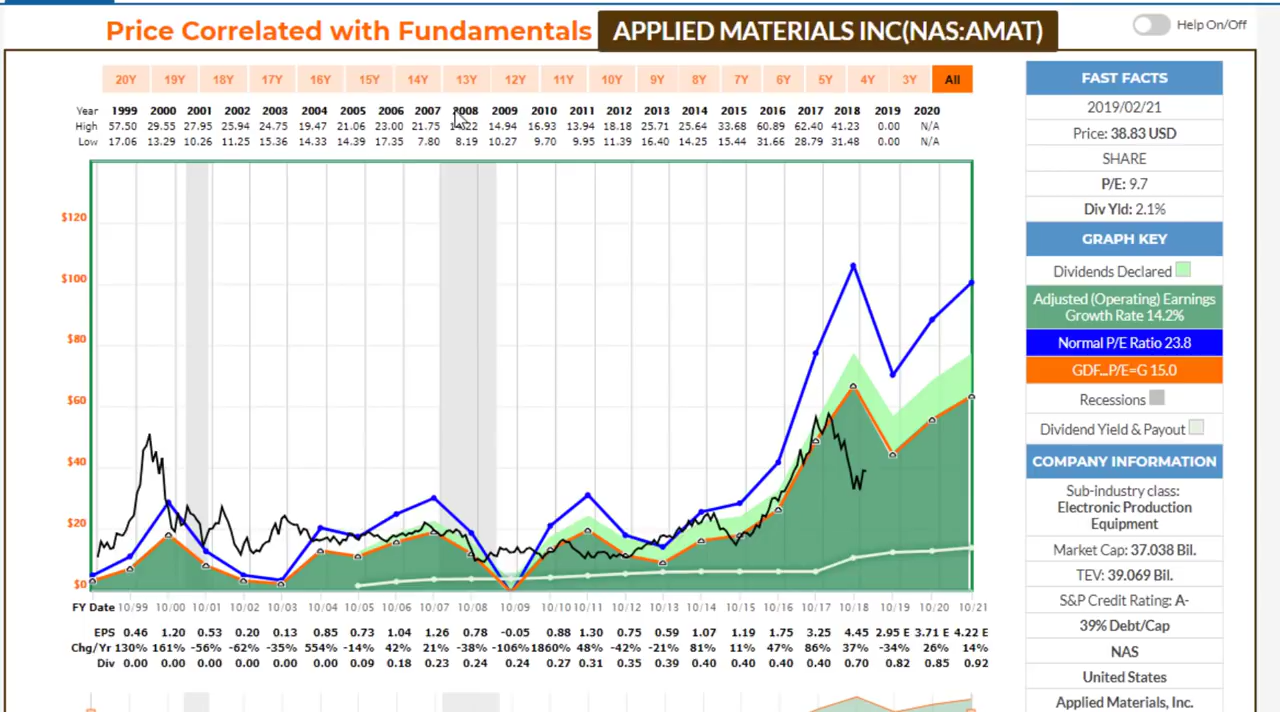 Price Correlated with Fundamentals APPLIED MATERIALS INC(NAS:AMAT) Help On/Off
20Y 19Y 18Y 17Y 16Y 15Y 14Y 13Y 12Y 11Y 10Y 9Y 8Y 7Y 6Y 5Y 4Y 3Y All
Year 1999 2000 2001 2002 2003 2004 2005 2006 2007 2008 2009 2010 2011 2012 2013 2014 2015 2016 2017 2018 2019 2020
High 57.50 29.55 27.95 25.94 24.75 19.47 21.06 23.00 21.75 14.94 16.93 13.94 18.18 25.71 25.64 33.68 60.89 62.40 41.23 0.00 N/A
Low 17.06 13.29 10.26 11.25 15.36 14.33 14.39 17.35 7.80 8.19 10.27 9.70 9.95 11.39 16.40 14.25 15.44 31.66 28.79 31.48 0.00 N/A
$120
$100
$80
$60
$40
$20
$0
FY Date 10/99 10/00 10/01 10/02 10/03 10/04 10/05 10/06 10/07 10/08 10/09 10/10 10/11 10/12 10/13 10/14 10/15 10/16 10/17 10/18 10/19 10/20 10/21
EPS 0.46 1.20 0.53 0.20 0.13 0.85 0.73 1.04 1.26 0.78 -0.05 0.88 1.30 0.75 0.59 1.07 1.19 1.75 3.25 4.45 2.95 E 3.71 E 4.22 E
Chg/Yr 130% 161% -56% -62% -35% 554% -14% 42% 21% -38% -106% 1860% 48% -42% -21% 81% 11% 47% 86% 37% -34% 26% 14%
Div 0.00 0.00 0.00 0.00 0.00 0.00 0.09 0.18 0.23 0.24 0.24 0.27 0.31 0.35 0.39 0.40 0.40 0.40 0.40 0.70 0.82 0.85 0.92
FAST FACTS
2019/02/21
Price: 38.83 USD
SHARE
P/E: 9.7
Div Yld: 2.1%
GRAPH KEY
Dividends Declared
Adjusted (Operating) Earnings
Growth Rate 14.2%
Normal P/E Ratio 23.8
GDF...P/E=G 15.0
Recessions
Dividend Yield & Payout
COMPANY INFORMATION
Sub-industry class:
Electronic Production
Equipment
Market Cap: 37.038 Bil.
TEV: 39.069 Bil.
S&P Credit Rating: A-
39% Debt/Cap
NAS
United States
Applied Materials, Inc.